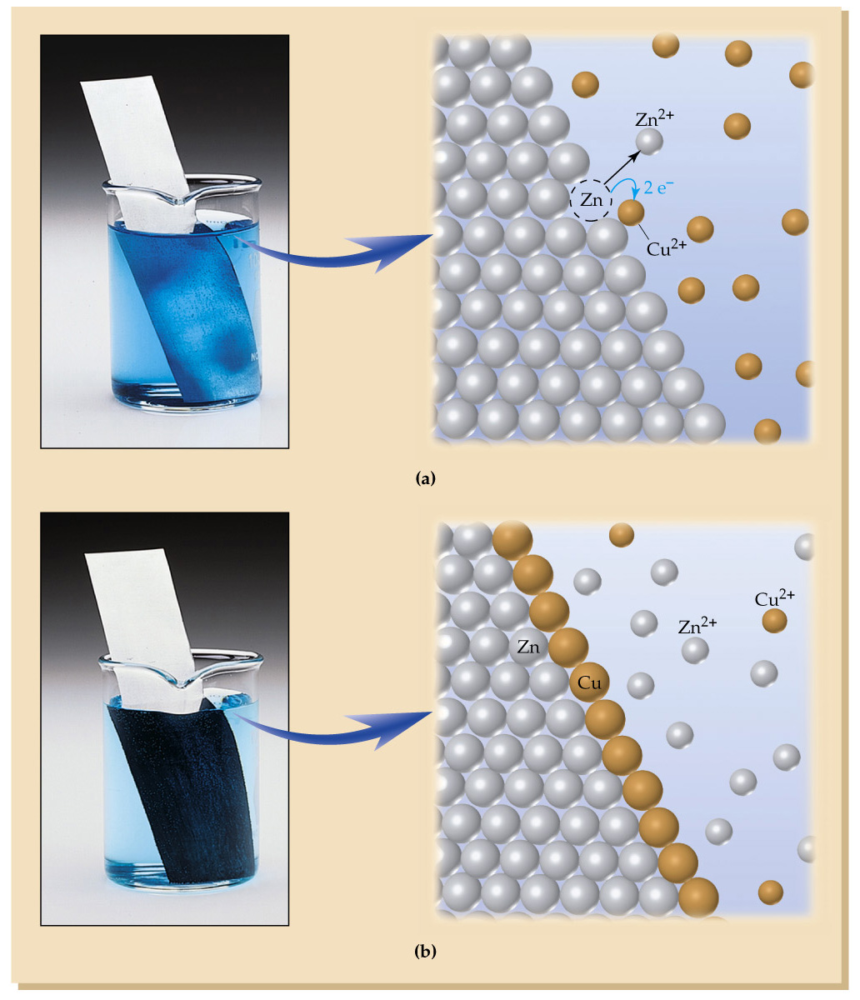 Zn²⁺
Zn
2 e⁻
Cu²⁺
(a)
Cu²⁺
Zn²⁺
Zn
Cu
(b)